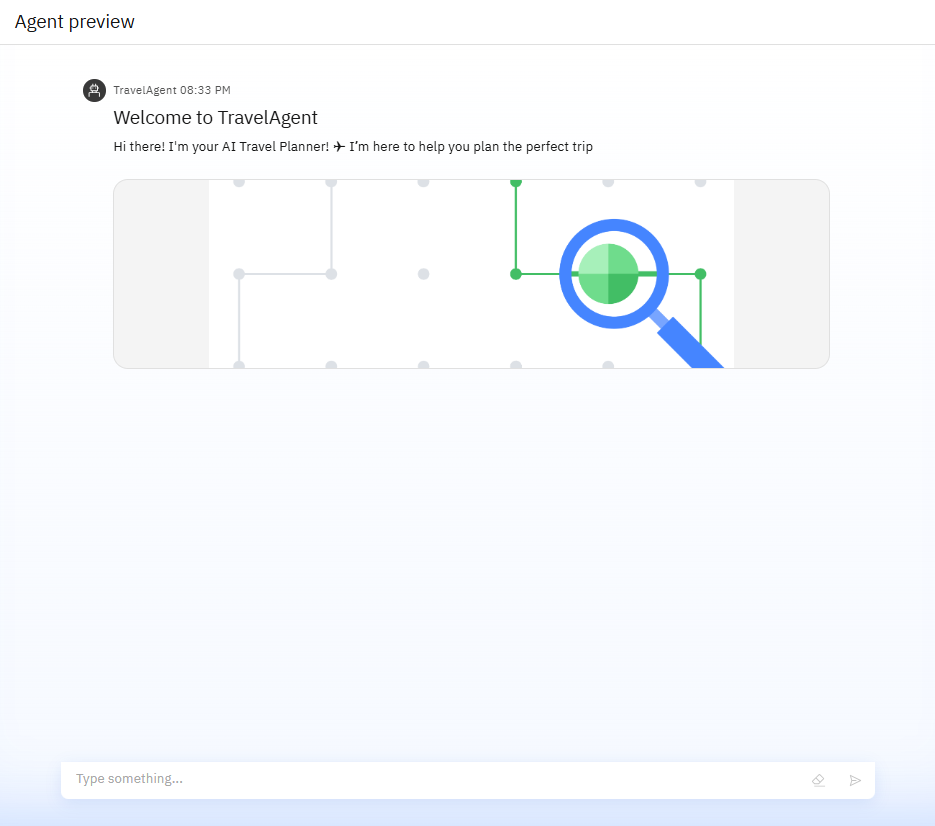 Agent preview
TravelAgent 08:33 PM
Welcome to TravelAgent
Hi there! I'm your AI Travel Planner! ✈ I’m here to help you plan the perfect trip
Type something...